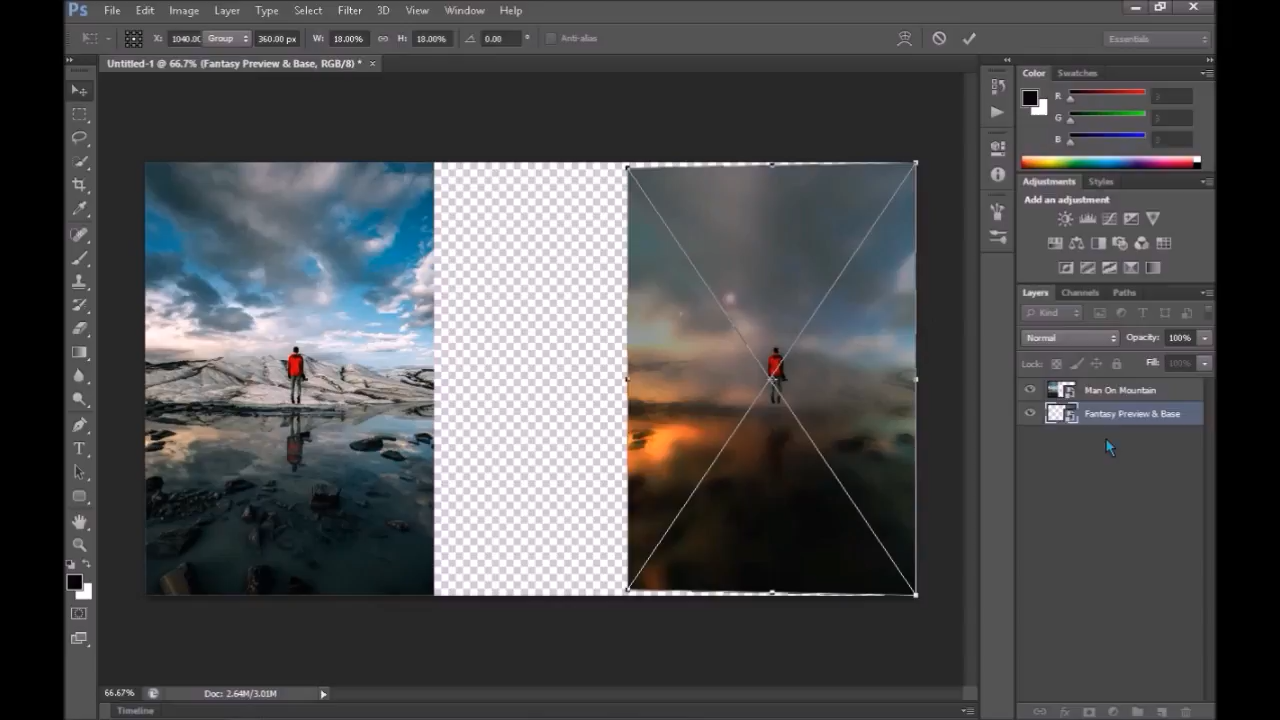 Ps File Edit Image Layer Type Select Filter 3D View Window Help
X: 1040.0 Group 360.00 px W: 18.00% H: 18.00% 0.00 ° Anti-alias Essentials
Untitled-1 @ 66.7% (Fantasy Preview & Base, RGB/8) * ×
Color Swatches
R
G
B
Adjustments Styles
Add an adjustment
Layers Channels Paths
Kind
Normal Opacity: 100%
Lock: Fill: 100%
Man On Mountain
Fantasy Preview & Base
66.67% Doc: 2.64M/3.01M
Timeline